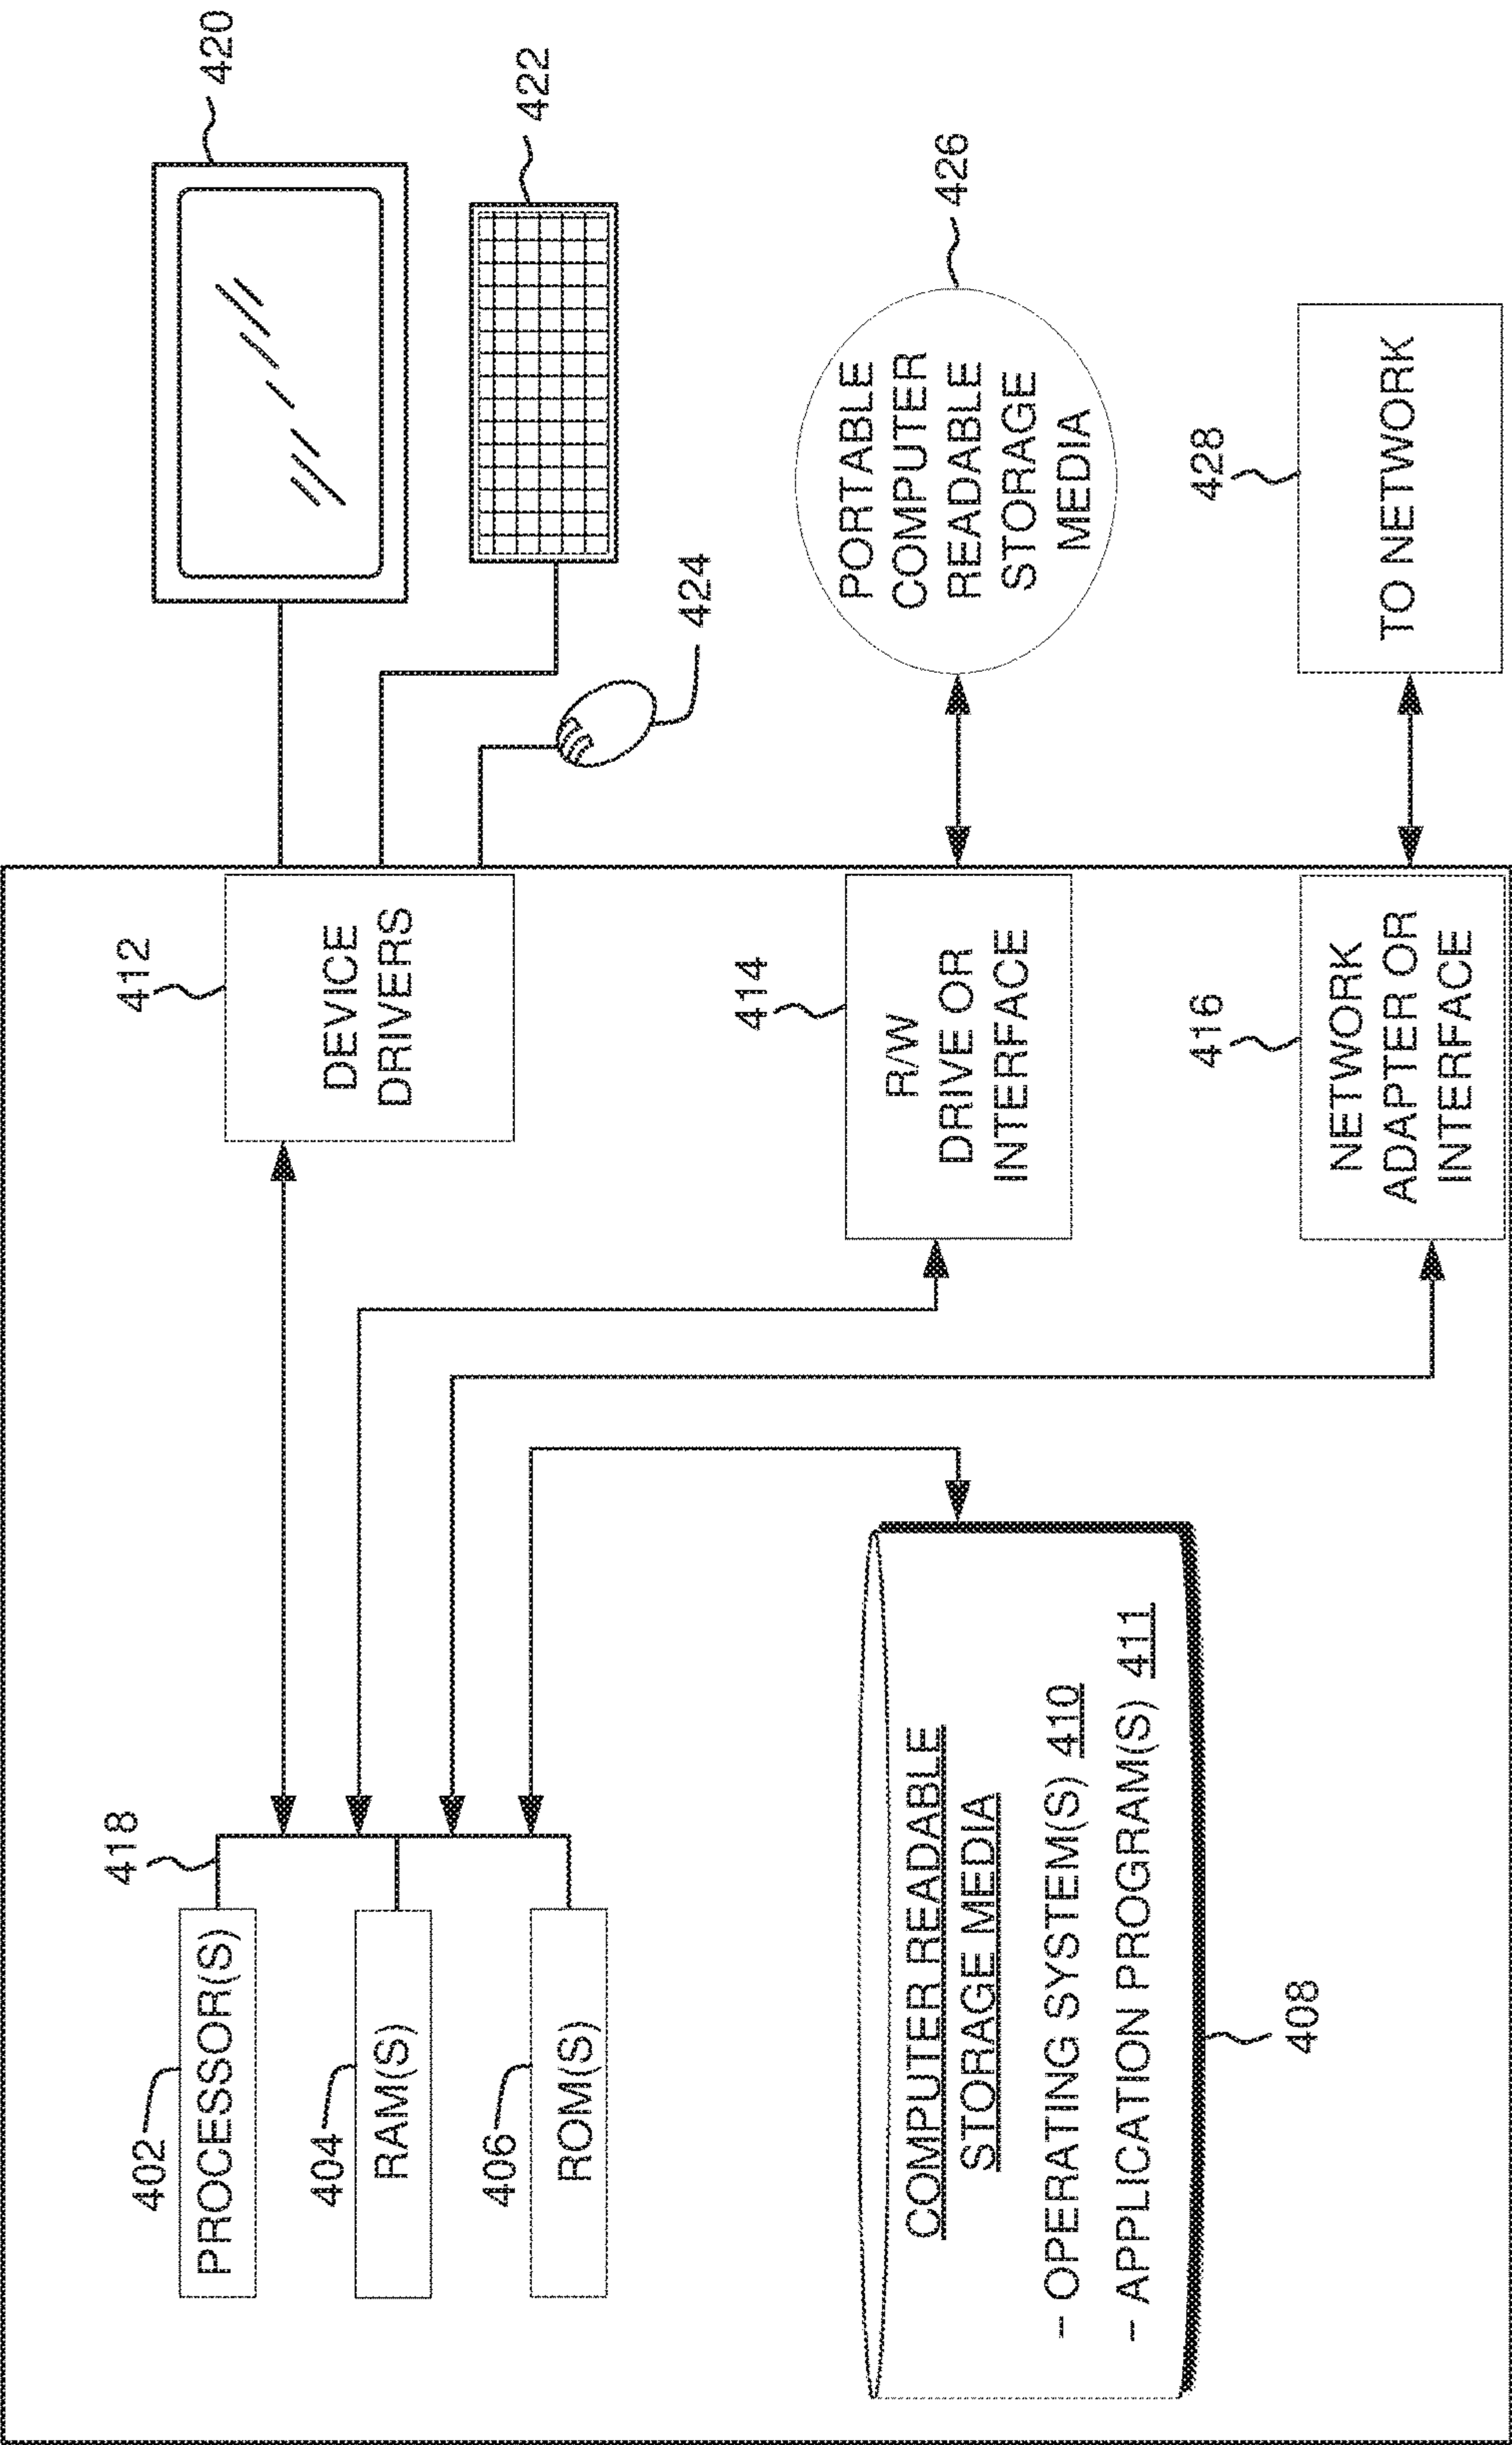 402
PROCESSOR(S)
418
404
RAM(S)
406
ROM(S)
COMPUTER READABLE
STORAGE MEDIA
- OPERATING SYSTEM(S) 410
- APPLICATION PROGRAM(S) 411
408
412
DEVICE
DRIVERS
414
R/W
DRIVE OR
INTERFACE
416
NETWORK
ADAPTER OR
INTERFACE
420
422
424
426
PORTABLE
COMPUTER
READABLE
STORAGE
MEDIA
428
TO NETWORK